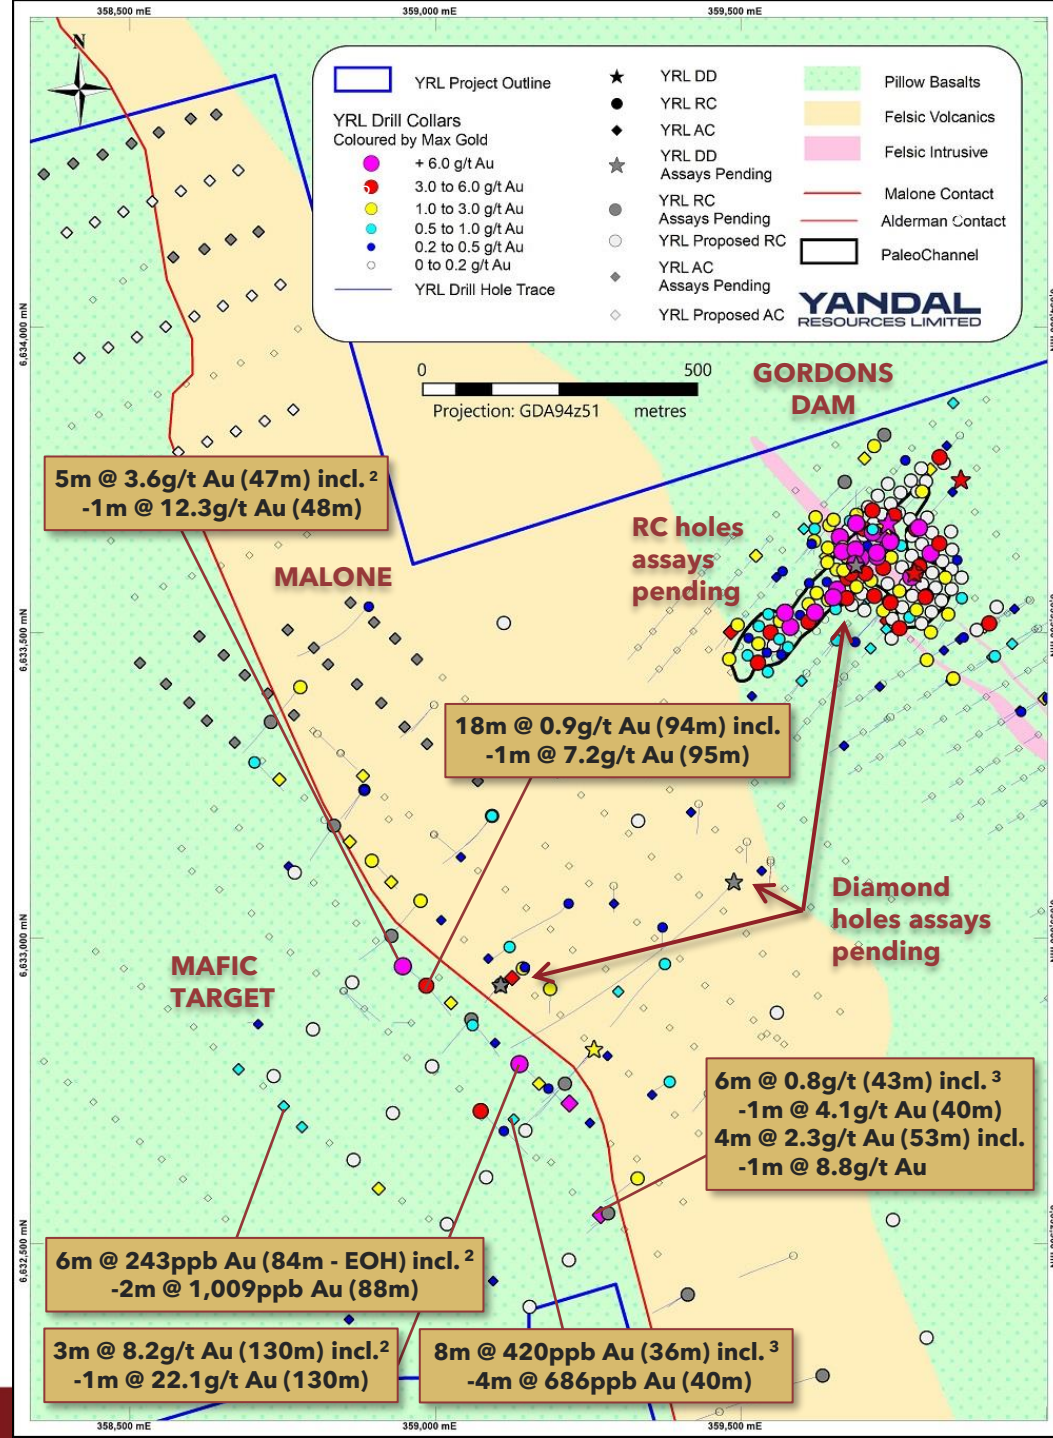 358,500 mE
359,000 mE
359,500 mE
N
YRL Project Outline
YRL Drill Collars
Coloured by Max Gold
+ 6.0 g/t Au
3.0 to 6.0 g/t Au
1.0 to 3.0 g/t Au
0.5 to 1.0 g/t Au
0.2 to 0.5 g/t Au
0 to 0.2 g/t Au
YRL Drill Hole Trace
YRL DD
YRL RC
YRL AC
YRL DD
Assays Pending
YRL RC
Assays Pending
YRL Proposed RC
YRL AC
Assays Pending
YRL Proposed AC
Pillow Basalts
Felsic Volcanics
Felsic Intrusive
Malone Contact
Alderman Contact
PaleoChannel
YANDAL
RESOURCES LIMITED
6,634,000 mN
0
500
Projection: GDA94z51
metres
GORDONS
DAM
5m @ 3.6g/t Au (47m) incl. ²
-1m @ 12.3g/t Au (48m)
RC holes
assays
pending
MALONE
6,633,500 mN
18m @ 0.9g/t Au (94m) incl.
-1m @ 7.2g/t Au (95m)
Diamond
holes assays
pending
6,633,000 mN
MAFIC
TARGET
6m @ 0.8g/t (43m) incl. ³
-1m @ 4.1g/t Au (40m)
4m @ 2.3g/t Au (53m) incl.
-1m @ 8.8g/t Au
6,632,500 mN
6m @ 243ppb Au (84m - EOH) incl. ²
-2m @ 1,009ppb Au (88m)
3m @ 8.2g/t Au (130m) incl.²
-1m @ 22.1g/t Au (130m)
8m @ 420ppb Au (36m) incl. ³
-4m @ 686ppb Au (40m)
358,500 mE
359,000 mE
359,500 mE